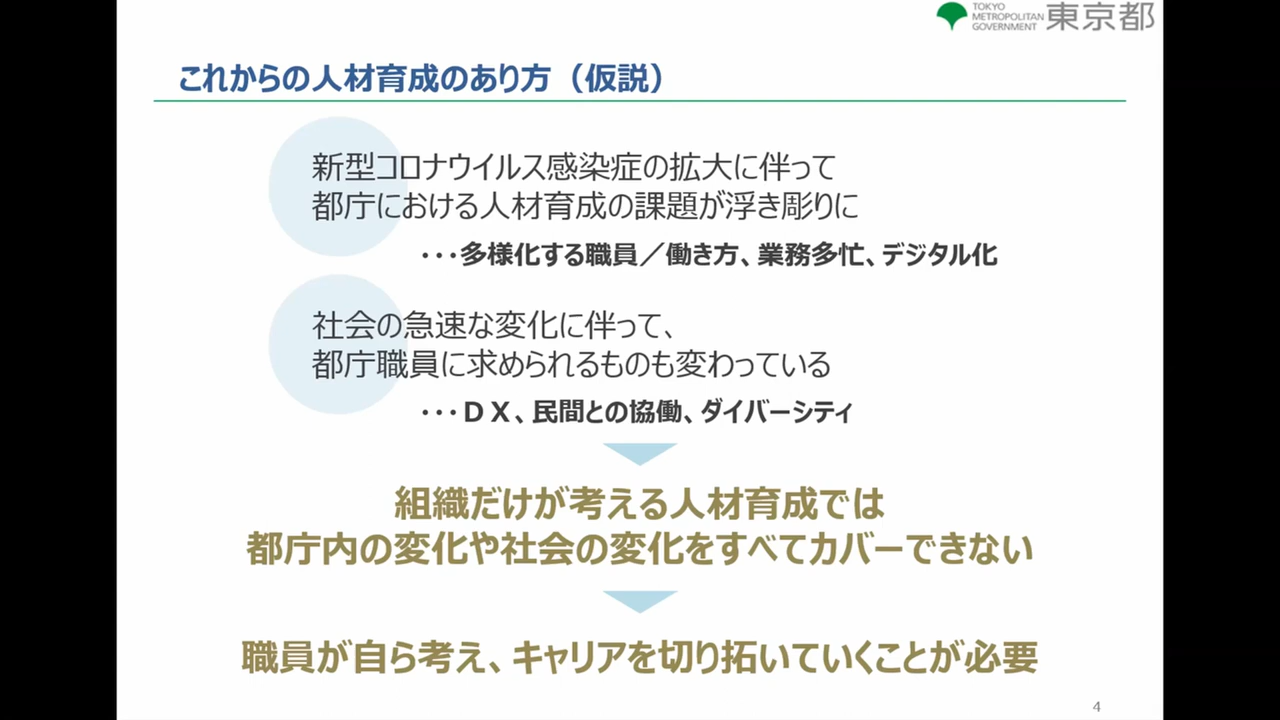 TOKYO
METROPOLITAN
GOVERNMENT
東京都
これからの人材育成のあり方（仮説）
新型コロナウイルス感染症の拡大に伴って
都庁における人材育成の課題が浮き彫りに
・・・多様化する職員／働き方、業務多忙、デジタル化
社会の急速な変化に伴って、
都庁職員に求められるものも変わっている
・・・ＤＸ、民間との協働、ダイバーシティ
組織だけが考える人材育成では
都庁内の変化や社会の変化をすべてカバーできない
職員が自ら考え、キャリアを切り拓いていくことが必要
4